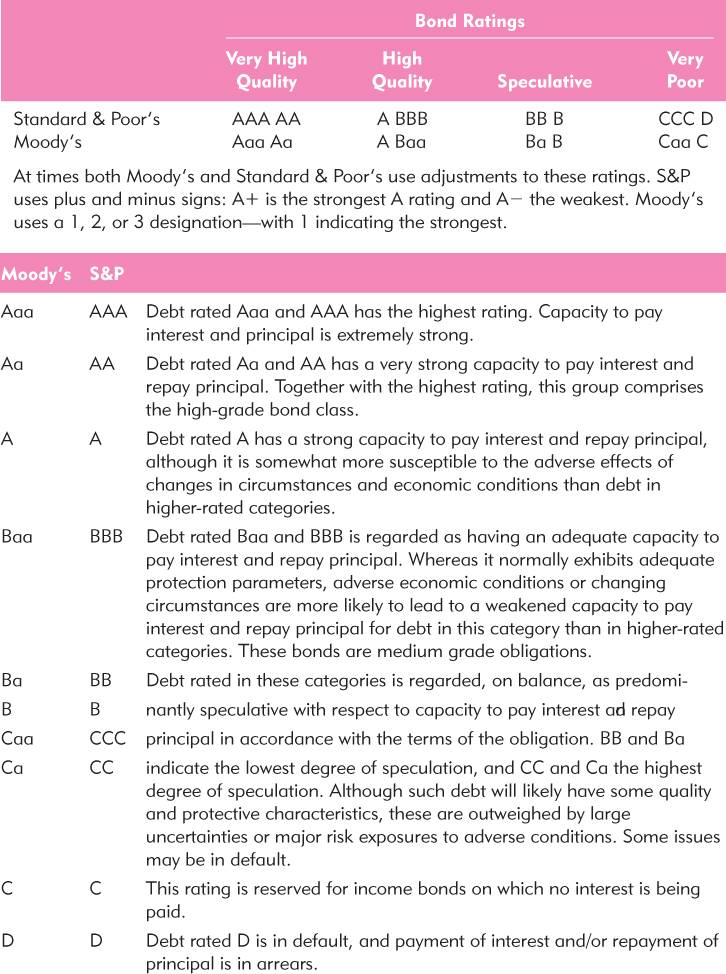 Bond Ratings
Very High Quality High Quality Speculative Very Poor
Standard & Poor's AAA AA A BBB BB B CCC D
Moody's Aaa Aa A Baa Ba B Caa C
At times both Moody's and Standard & Poor's use adjustments to these ratings. S&P
uses plus and minus signs: A+ is the strongest A rating and A− the weakest. Moody's
uses a 1, 2, or 3 designation—with 1 indicating the strongest.
Moody's S&P
Aaa AAA Debt rated Aaa and AAA has the highest rating. Capacity to pay
interest and principal is extremely strong.
Aa AA Debt rated Aa and AA has a very strong capacity to pay interest and
repay principal. Together with the highest rating, this group comprises
the high-grade bond class.
A A Debt rated A has a strong capacity to pay interest and repay principal,
although it is somewhat more susceptible to the adverse effects of
changes in circumstances and economic conditions than debt in
higher-rated categories.
Baa BBB Debt rated Baa and BBB is regarded as having an adequate capacity to
pay interest and repay principal. Whereas it normally exhibits adequate
protection parameters, adverse economic conditions or changing
circumstances are more likely to lead to a weakened capacity to pay
interest and repay principal for debt in this category than in higher-rated
categories. These bonds are medium grade obligations.
Ba BB Debt rated in these categories is regarded, on balance, as predomi-
B B nantly speculative with respect to capacity to pay interest and repay
Caa CCC principal in accordance with the terms of the obligation. BB and Ba
Ca CC indicate the lowest degree of speculation, and CC and Ca the highest
degree of speculation. Although such debt will likely have some quality
and protective characteristics, these are outweighed by large
uncertainties or major risk exposures to adverse conditions. Some issues
may be in default.
C C This rating is reserved for income bonds on which no interest is being
paid.
D D Debt rated D is in default, and payment of interest and/or repayment of
principal is in arrears.